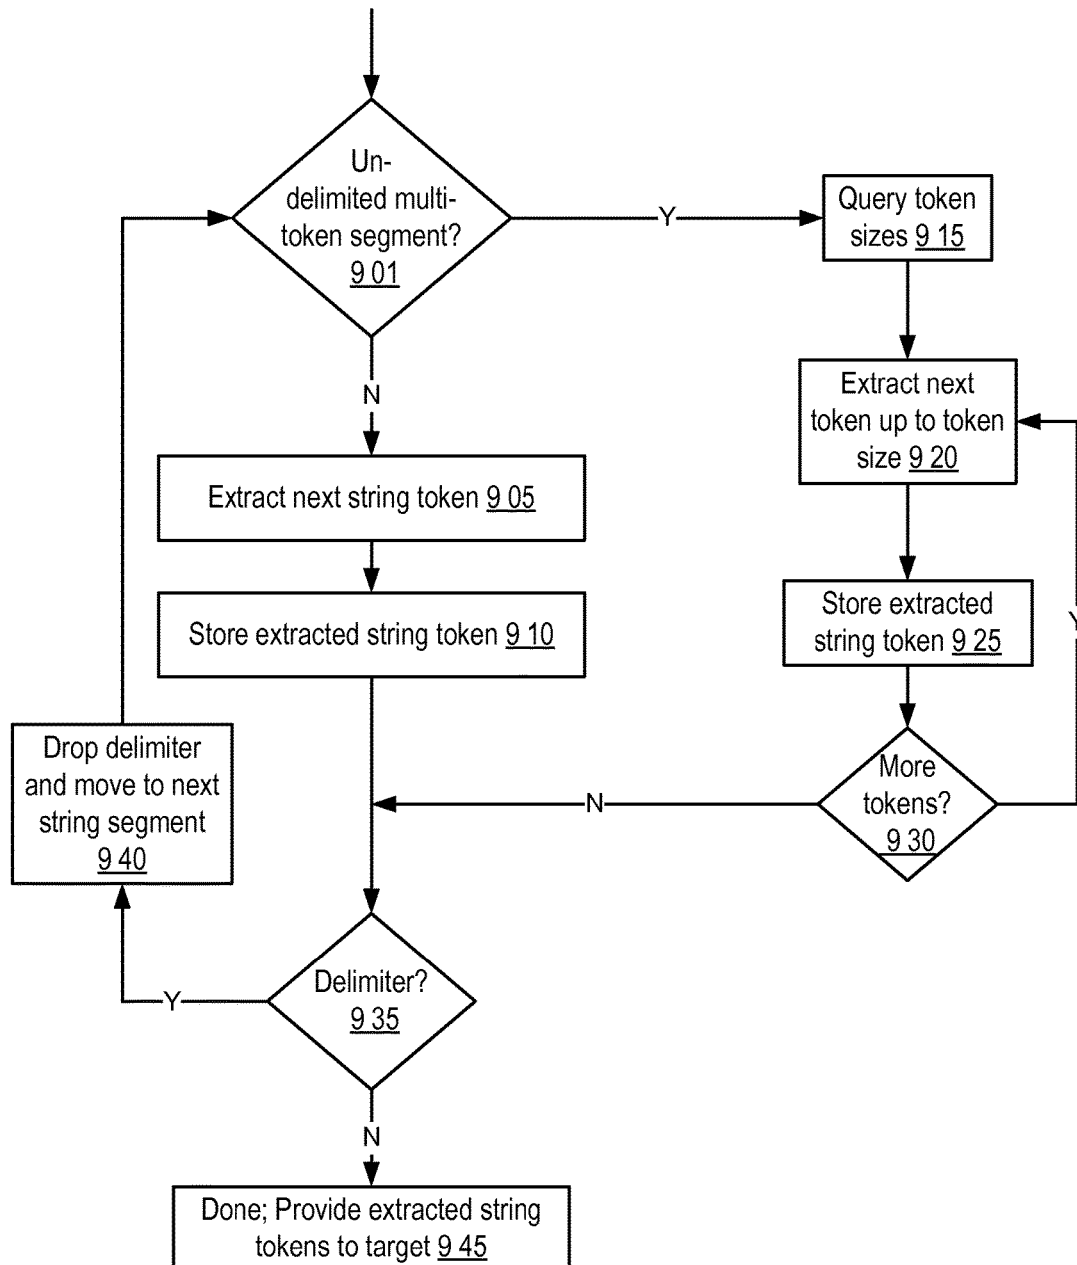 Un-
delimited multi-
token segment?
9 01
Y
Query token
sizes 9 15
N
Extract next
token up to token
size 9 20
Extract next string token 9 05
Store extracted string token 9 10
Store extracted
string token 9 25
Y
Drop delimiter
and move to next
string segment
9 40
More
tokens?
9 30
N
Delimiter?
9 35
Y
N
Done; Provide extracted string
tokens to target 9 45